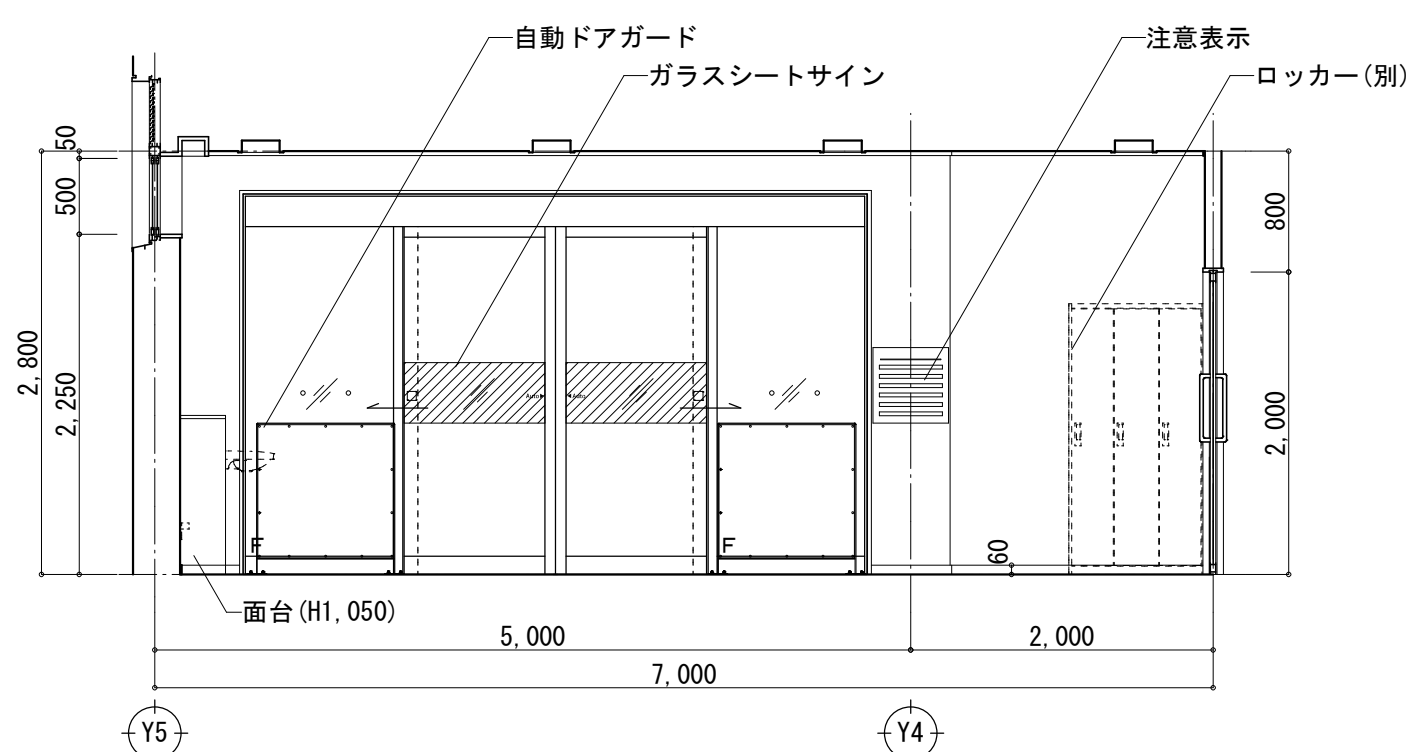 自動ドアガード
注意表示
ガラスシートサイン
ロッカー(別)
50
500
800
2,800
2,250
2,000
Auto
Auto
F
F
60
面台(H1,050)
5,000
2,000
7,000
Y5
Y4